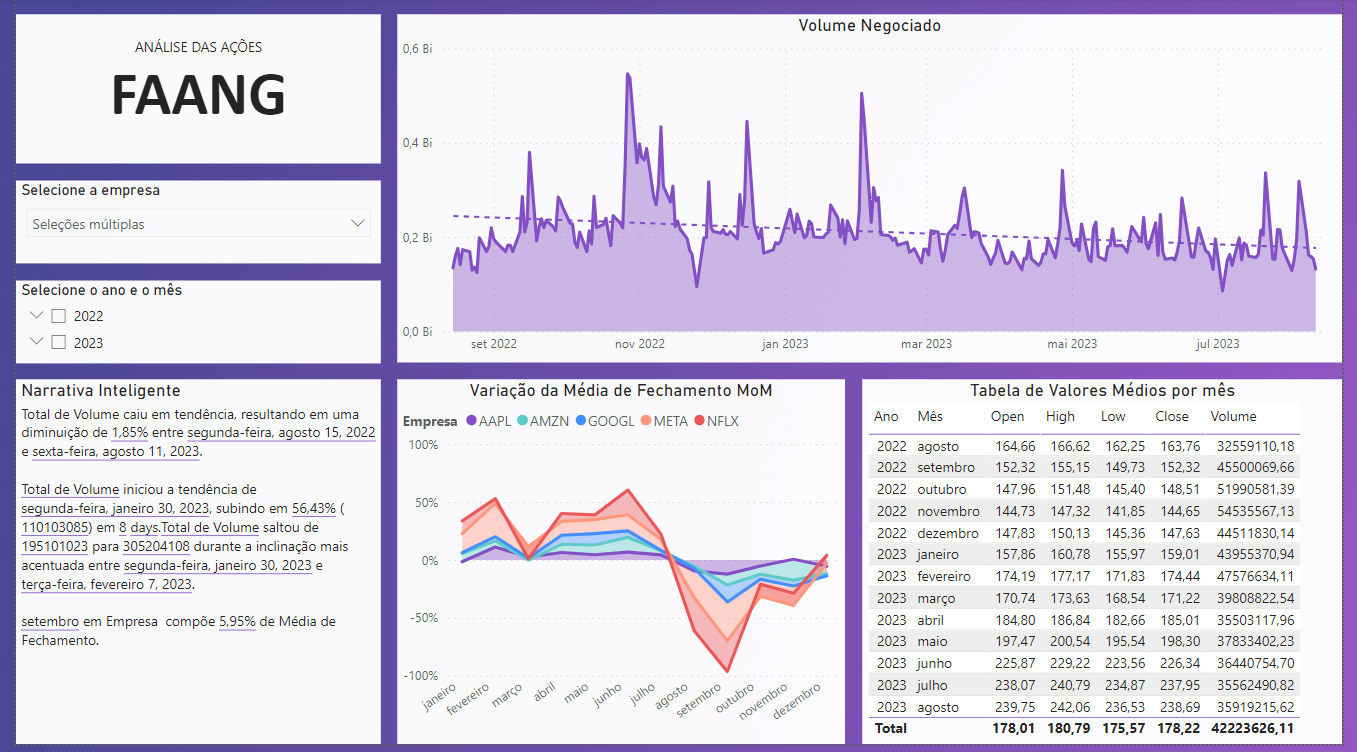 ANÁLISE DAS AÇÕES
FAANG
Selecione a empresa
Seleções múltiplas
Selecione o ano e o mês
2022
2023
Narrativa Inteligente
Total de Volume caiu em tendência, resultando em uma
diminuição de 1,85% entre segunda-feira, agosto 15, 2022
e sexta-feira, agosto 11, 2023.
Total de Volume iniciou a tendência de
segunda-feira, janeiro 30, 2023, subindo em 56,43% (
110103085) em 8 days.Total de Volume saltou de
195101023 para 305204108 durante a inclinação mais
acentuada entre segunda-feira, janeiro 30, 2023 e
terça-feira, fevereiro 7, 2023.
setembro em Empresa compõe 5,95% de Média de
Fechamento.
Volume Negociado
0,6 Bi
0,4 Bi
0,2 Bi
0,0 Bi
set 2022 nov 2022 jan 2023 mar 2023 mai 2023 jul 2023
Variação da Média de Fechamento MoM
Empresa AAPL AMZN GOOGL META NFLX
100%
50%
0%
-50%
-100%
janeiro fevereiro março abril maio junho julho agosto setembro outubro novembro dezembro
Tabela de Valores Médios por mês
Ano Mês Open High Low Close Volume
2022 agosto 164,66 166,62 162,25 163,76 32559110,18
2022 setembro 152,32 155,15 149,73 152,32 45500069,66
2022 outubro 147,96 151,48 145,40 148,51 51990581,39
2022 novembro 144,73 147,32 141,85 144,65 54535567,13
2022 dezembro 147,83 150,13 145,36 147,63 44511830,14
2023 janeiro 157,86 160,78 155,97 159,01 43955370,94
2023 fevereiro 174,19 177,17 171,83 174,44 47576634,11
2023 março 170,74 173,63 168,54 171,22 39808822,54
2023 abril 184,80 186,84 182,66 185,01 35503117,96
2023 maio 197,47 200,54 195,54 198,30 37833402,23
2023 junho 225,87 229,22 223,56 226,34 36440754,70
2023 julho 238,07 240,79 234,87 237,95 35562490,82
2023 agosto 239,75 242,06 236,53 238,69 35919215,62
Total 178,01 180,79 175,57 178,22 42223626,11